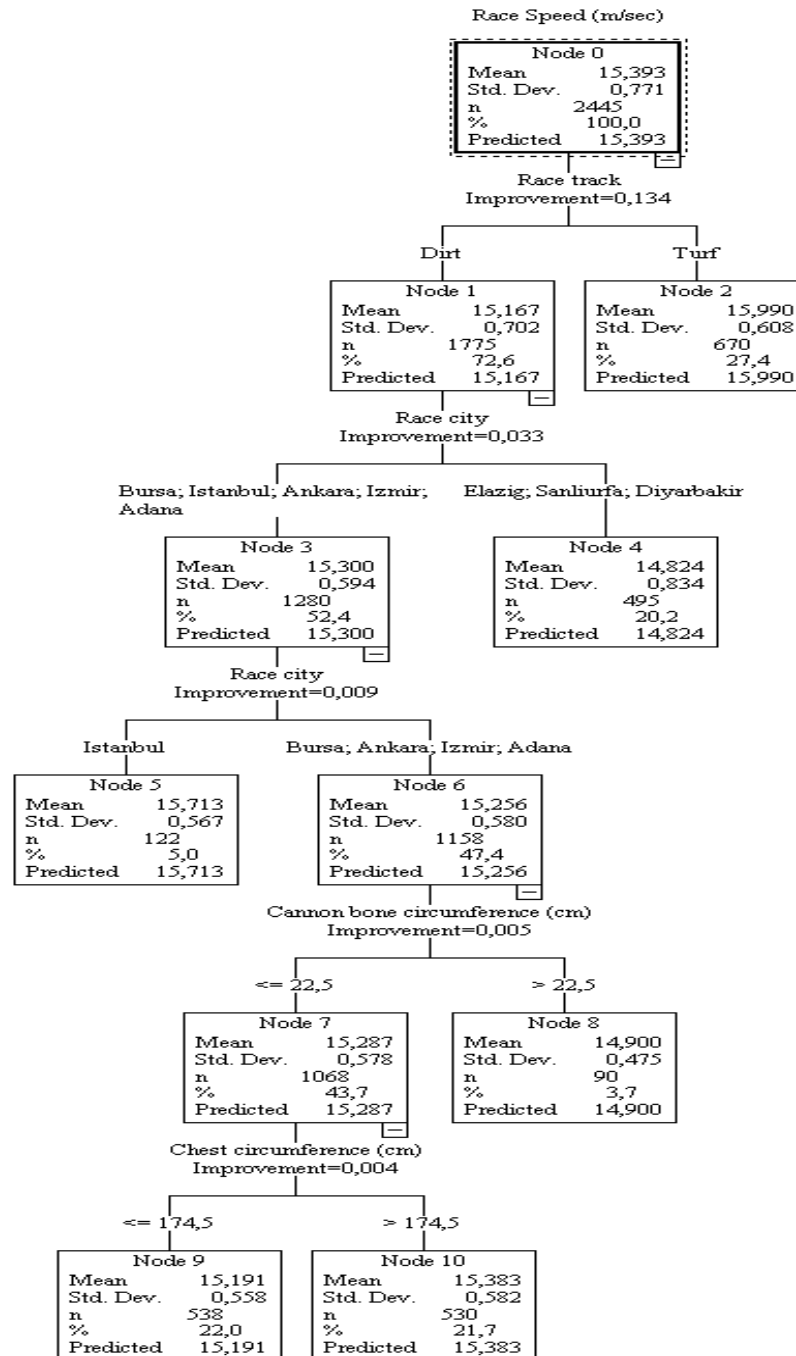 Race Speed (m/sec)
Node 0
Mean 15,393
Std. Dev. 0,771
n 2445
% 100,0
Predicted 15,393
Race track
Improvement=0,134
Dirt
Turf
Node 1
Mean 15,167
Std. Dev. 0,702
n 1775
% 72,6
Predicted 15,167
Node 2
Mean 15,990
Std. Dev. 0,608
n 670
% 27,4
Predicted 15,990
Race city
Improvement=0,033
Bursa; Istanbul; Ankara; Izmir;
Adana
Elazig; Sanliurfa; Diyarbakir
Node 3
Mean 15,300
Std. Dev. 0,594
n 1280
% 52,4
Predicted 15,300
Node 4
Mean 14,824
Std. Dev. 0,834
n 495
% 20,2
Predicted 14,824
Race city
Improvement=0,009
Istanbul
Bursa; Ankara; Izmir; Adana
Node 5
Mean 15,713
Std. Dev. 0,567
n 122
% 5,0
Predicted 15,713
Node 6
Mean 15,256
Std. Dev. 0,580
n 1158
% 47,4
Predicted 15,256
Cannon bone circumference (cm)
Improvement=0,005
<= 22,5
> 22,5
Node 7
Mean 15,287
Std. Dev. 0,578
n 1068
% 43,7
Predicted 15,287
Node 8
Mean 14,900
Std. Dev. 0,475
n 90
% 3,7
Predicted 14,900
Chest circumference (cm)
Improvement=0,004
<= 174,5
> 174,5
Node 9
Mean 15,191
Std. Dev. 0,558
n 538
% 22,0
Predicted 15,191
Node 10
Mean 15,383
Std. Dev. 0,582
n 530
% 21,7
Predicted 15,383